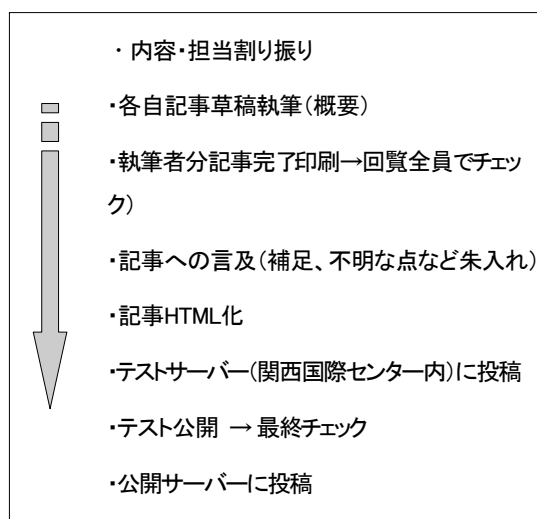 ・ 内容・担当割り振り
・各自記事草稿執筆（概要）
・執筆者分記事完了印刷→回覧全員でチェッ
ク）
・記事への言及（補足、不明な点など朱入れ）
・記事HTML化
・テストサーバー（関西国際センター内）に投稿
・テスト公開 → 最終チェック
・公開サーバーに投稿